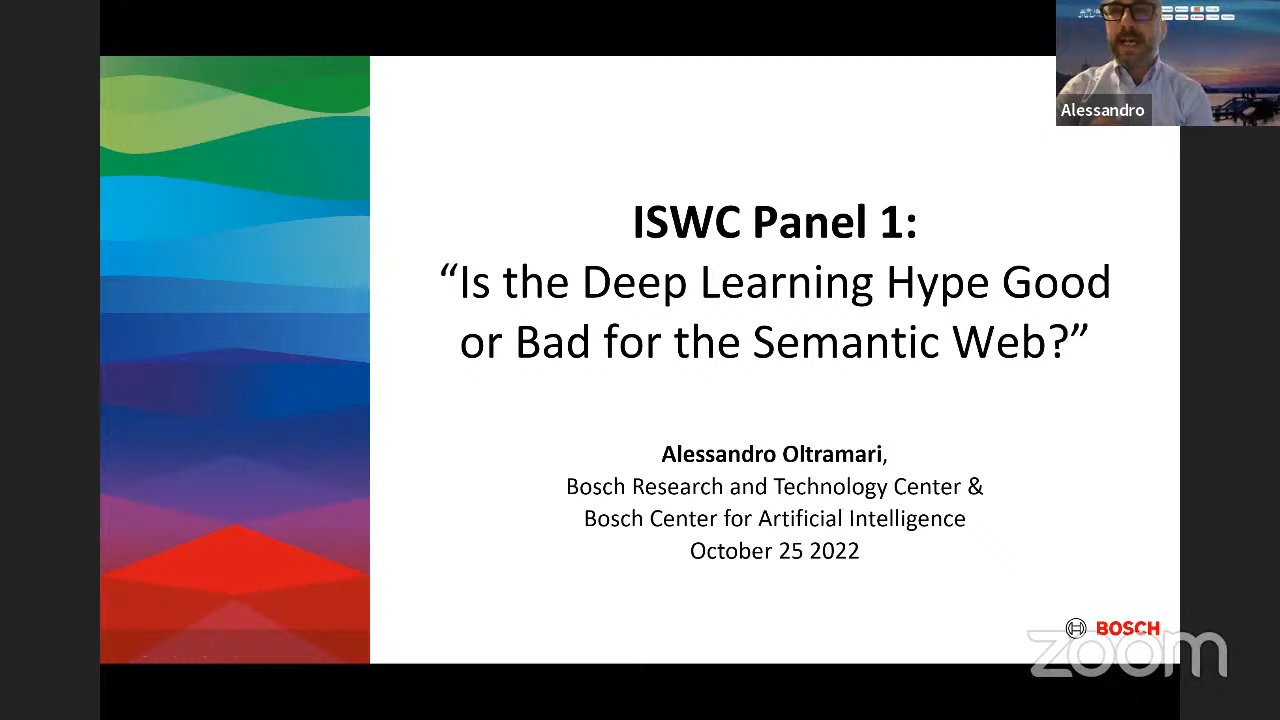 Alessandro
ISWC Panel 1:
“Is the Deep Learning Hype Good
or Bad for the Semantic Web?”
Alessandro Oltramari,
Bosch Research and Technology Center &
Bosch Center for Artificial Intelligence
October 25 2022
BOSCH
zoom